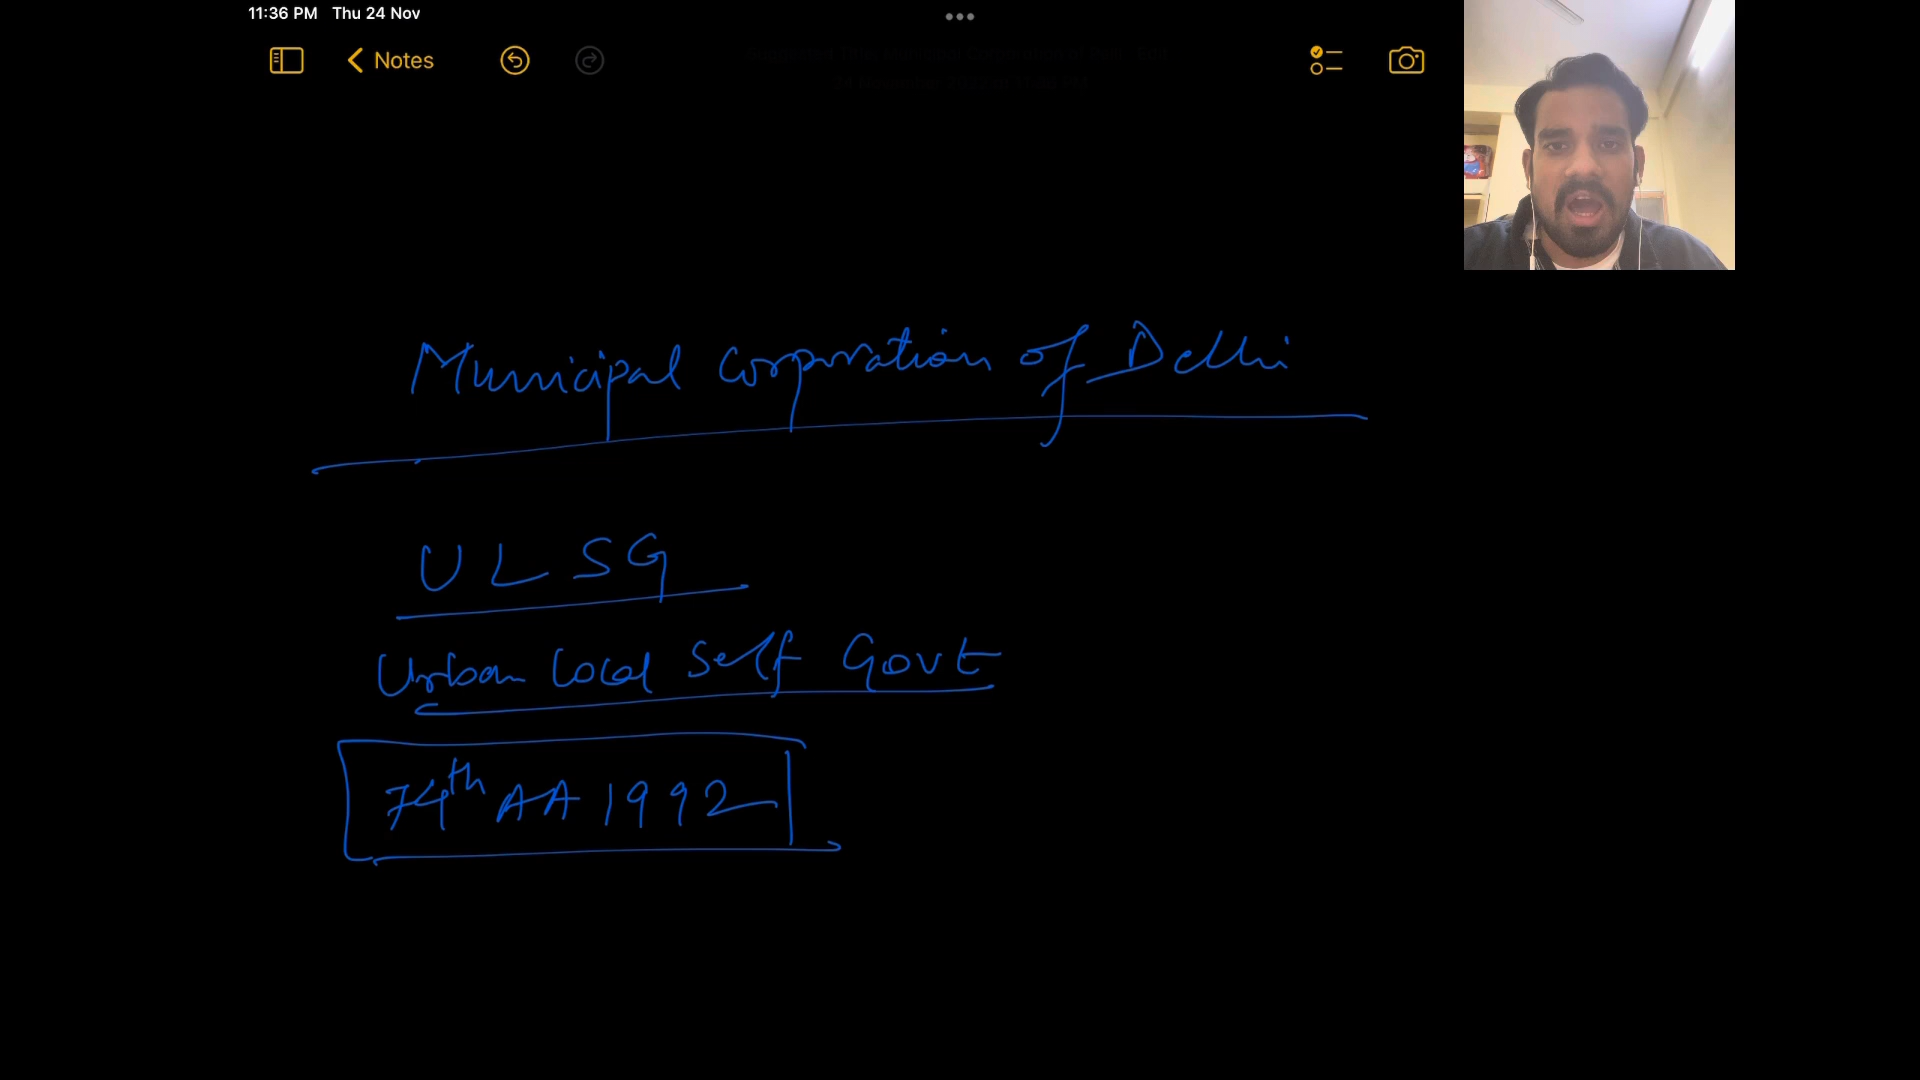 11:36 PM Thu 24 Nov
Notes
Municipal Corporation of Delhi
ULSG
Urban Local Self Govt
74th AA 1992